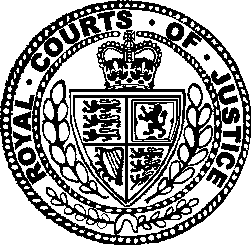 ROYAL · COURTS · OF · JUSTICE